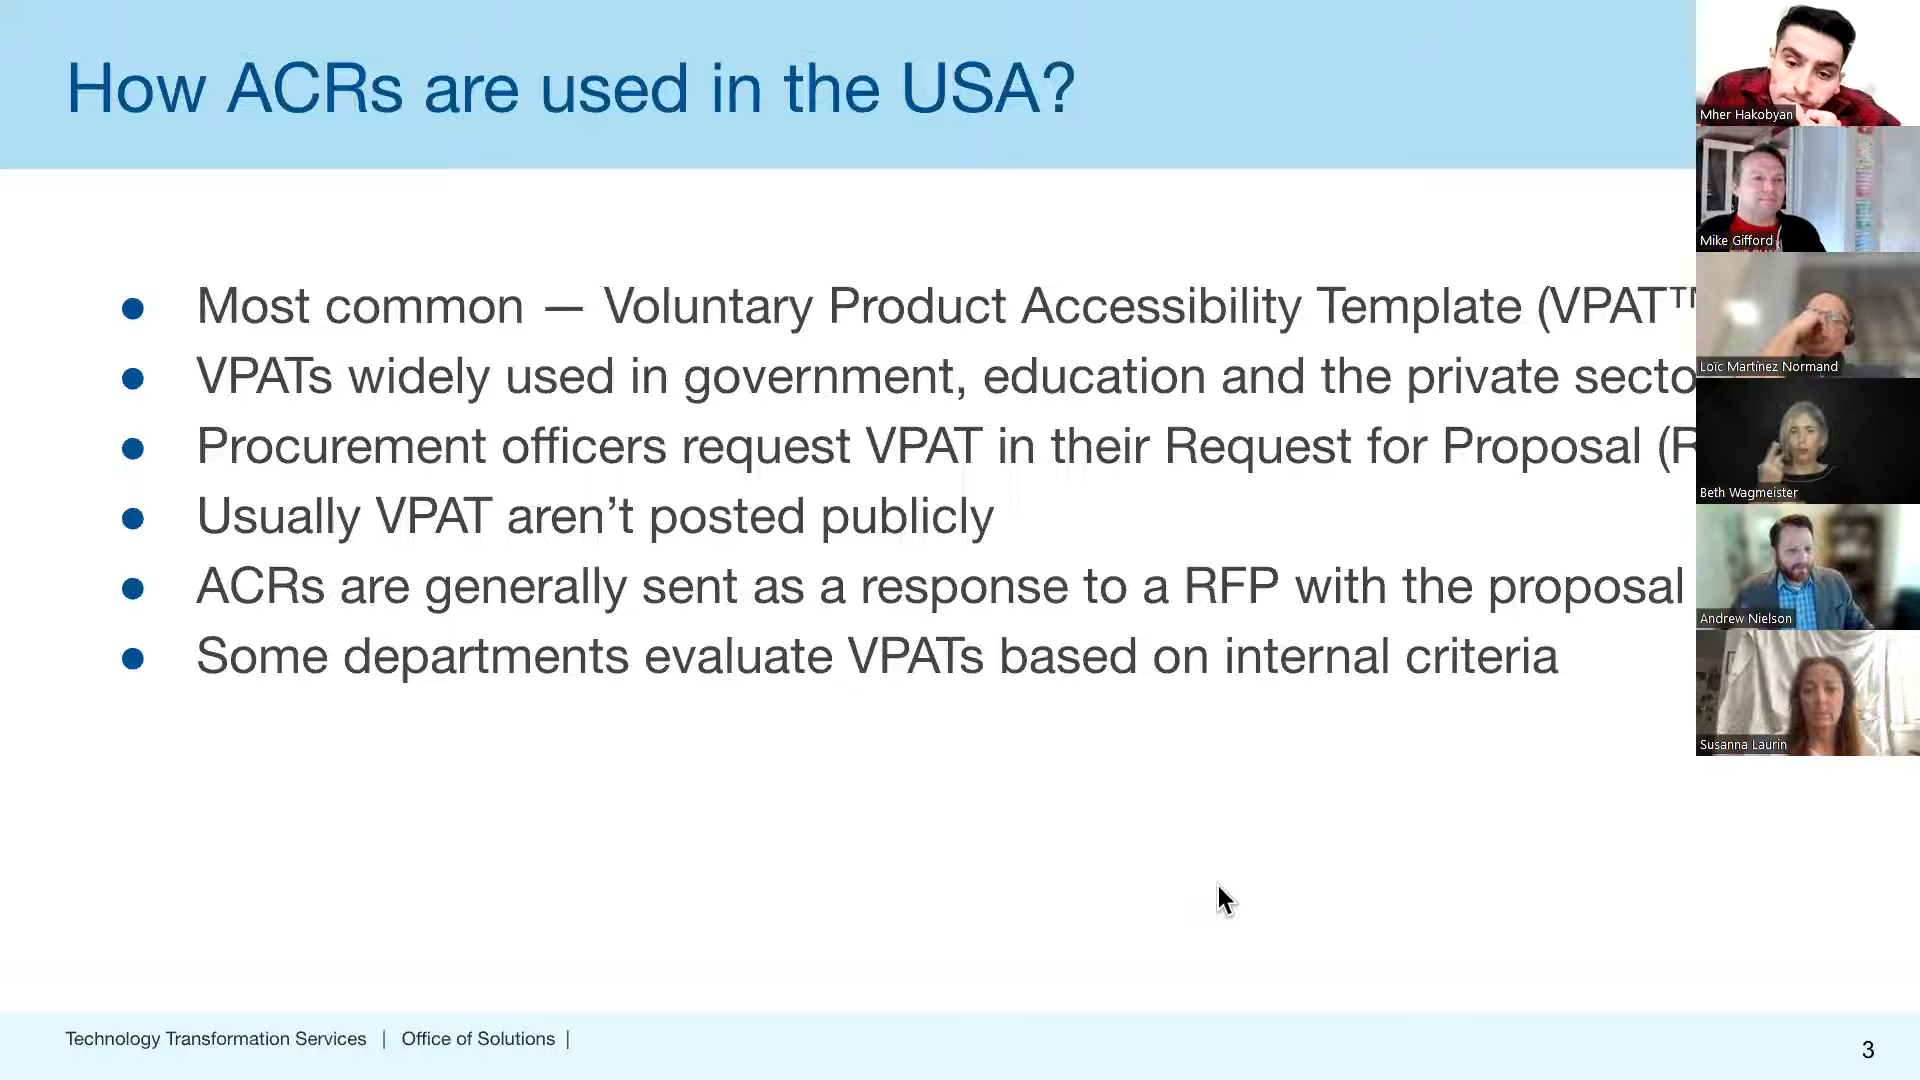 How ACRs are used in the USA?
Most common — Voluntary Product Accessibility Template (VPAT™
VPATs widely used in government, education and the private secto
Procurement officers request VPAT in their Request for Proposal (R
Usually VPAT aren’t posted publicly
ACRs are generally sent as a response to a RFP with the proposal
Some departments evaluate VPATs based on internal criteria
Technology Transformation Services | Office of Solutions |
3
Mher Hakobyan
Mike Gifford
Loïc Martínez Normand
Beth Wagmeister
Andrew Nielson
Susanna Laurin